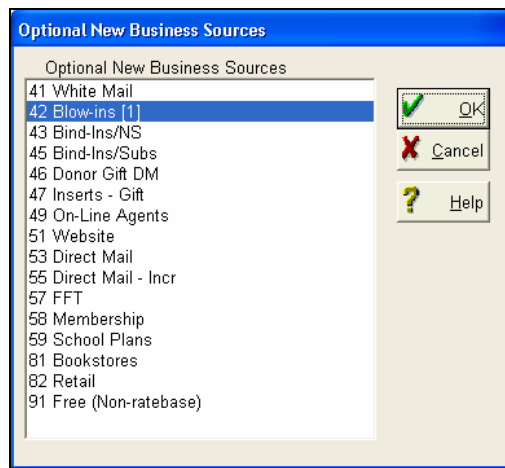 Optional New Business Sources
Optional New Business Sources
41 White Mail
42 Blow-ins [1]
43 Bind-Ins/NS
45 Bind-Ins/Subs
46 Donor Gift DM
47 Inserts - Gift
49 On-Line Agents
51 Website
53 Direct Mail
55 Direct Mail - Incr
57 FFT
58 Membership
59 School Plans
81 Bookstores
82 Retail
91 Free (Non-ratebase)
OK
Cancel
Help